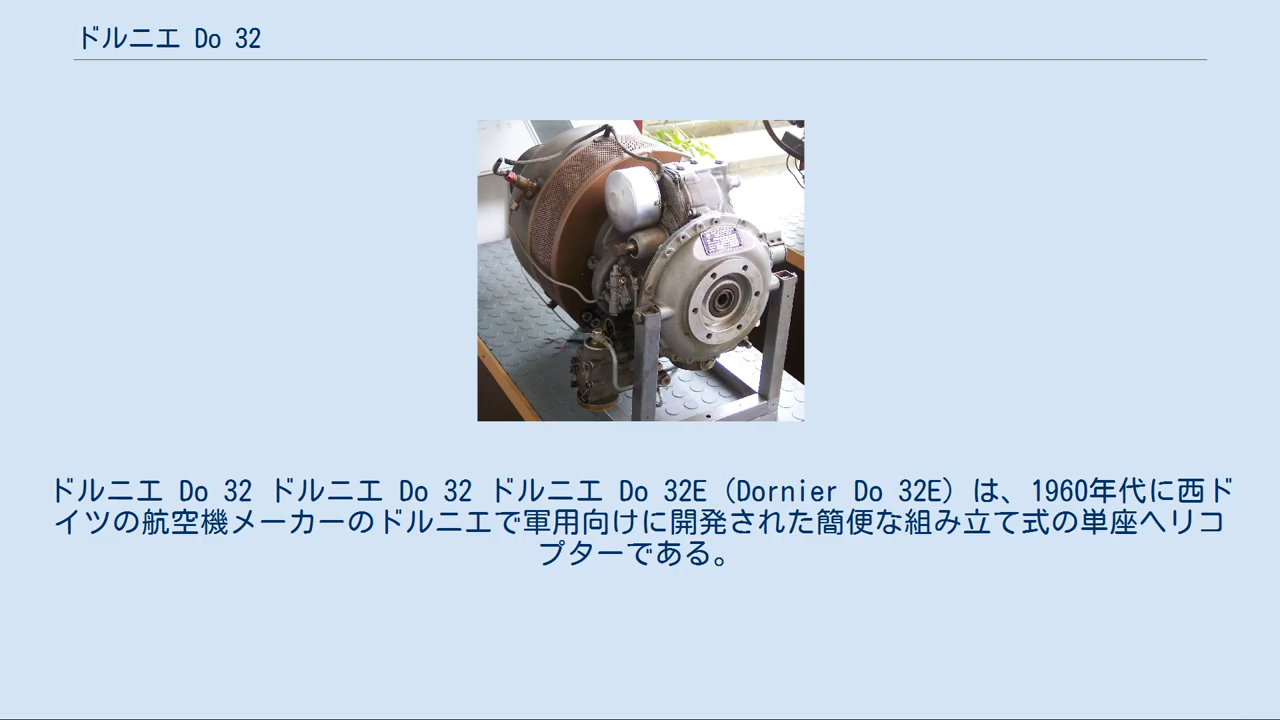 ドルニエ Do 32
ドルニエ Do 32 ドルニエ Do 32 ドルニエ Do 32E（Dornier Do 32E）は、1960年代に西ド
イツの航空機メーカーのドルニエで軍用向けに開発された簡便な組み立て式の単座ヘリコ
プターである。